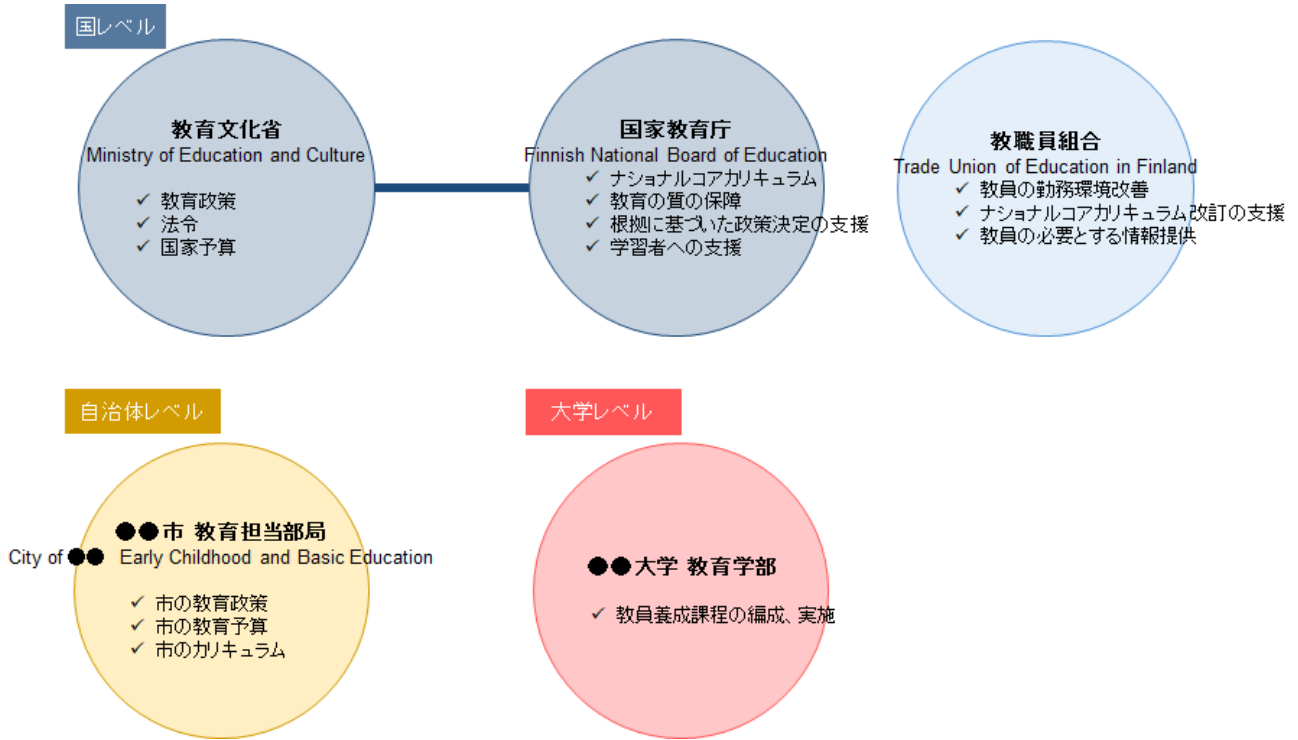 国レベル
教育文化省
Ministry of Education and Culture
✓ 教育政策
✓ 法令
✓ 国家予算
国家教育庁
Finnish National Board of Education
✓ ナショナルコアカリキュラム
✓ 教育の質の保障
✓ 根拠に基づいた政策決定の支援
✓ 学習者への支援
教職員組合
Trade Union of Education in Finland
✓ 教員の勤務環境改善
✓ ナショナルコアカリキュラム改訂の支援
✓ 教員の必要とする情報提供
自治体レベル
●●市 教育担当部局
City of ●● Early Childhood and Basic Education
✓ 市の教育政策
✓ 市の教育予算
✓ 市のカリキュラム
大学レベル
●●大学 教育学部
✓ 教員養成課程の編成、実施